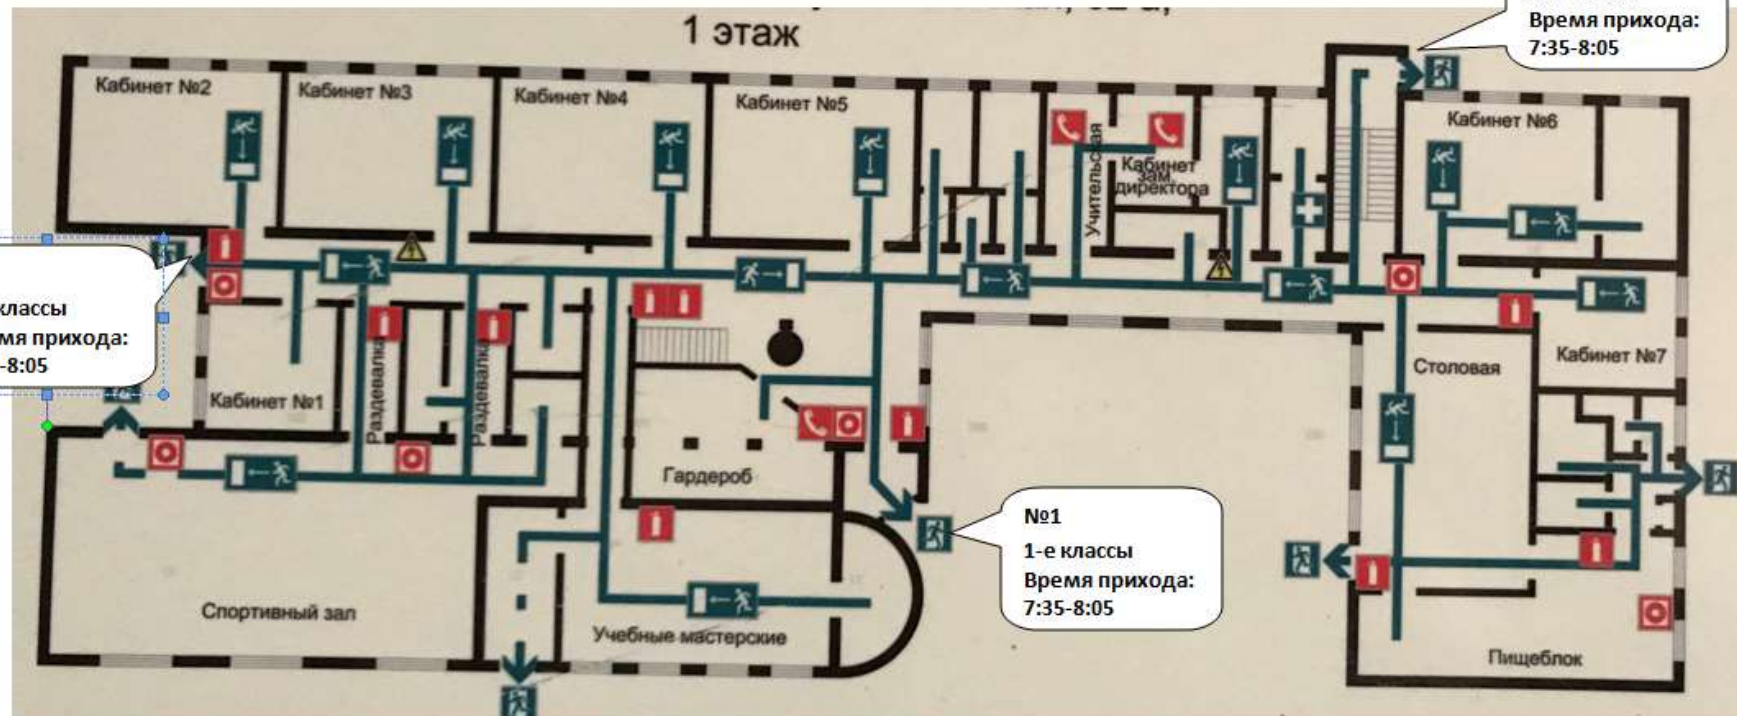 1 этаж
Время прихода:
7:35-8:05
Кабинет №2
Кабинет №3
Кабинет №4
Кабинет №5
Учительская
Кабинет
зам.
директора
Кабинет №6
классы
прихода:
-8:05
Кабинет №1
Раздевалка
Раздевалка
Гардероб
Столовая
Кабинет №7
№1
1-е классы
Время прихода:
7:35-8:05
Спортивный зал
Учебные мастерские
Пищеблок